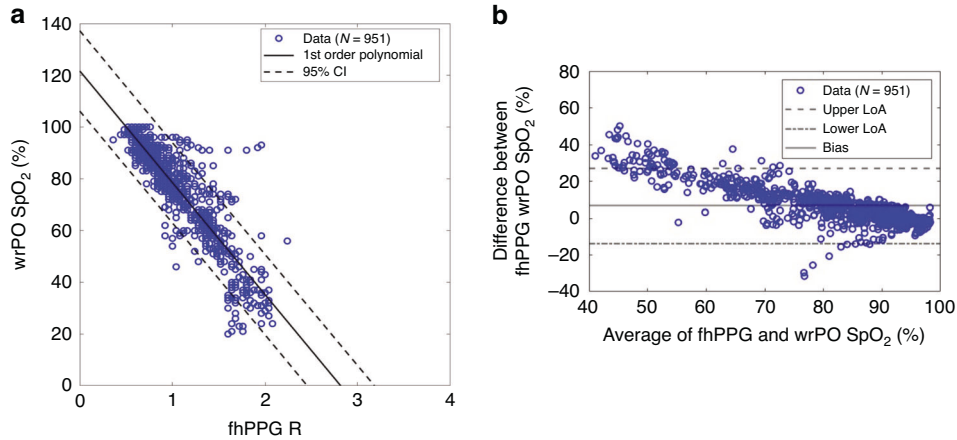 a
140
120
100
80
60
40
20
0
wrPO SpO2 (%)
Data (N = 951)
1st order polynomial
95% CI
0 1 2 3 4
fhPPG R
b
80
60
40
20
0
−20
−40
Difference between
fhPPG wrPO SpO2 (%)
Data (N = 951)
Upper LoA
Lower LoA
Bias
40 50 60 70 80 90 100
Average of fhPPG and wrPO SpO2 (%)